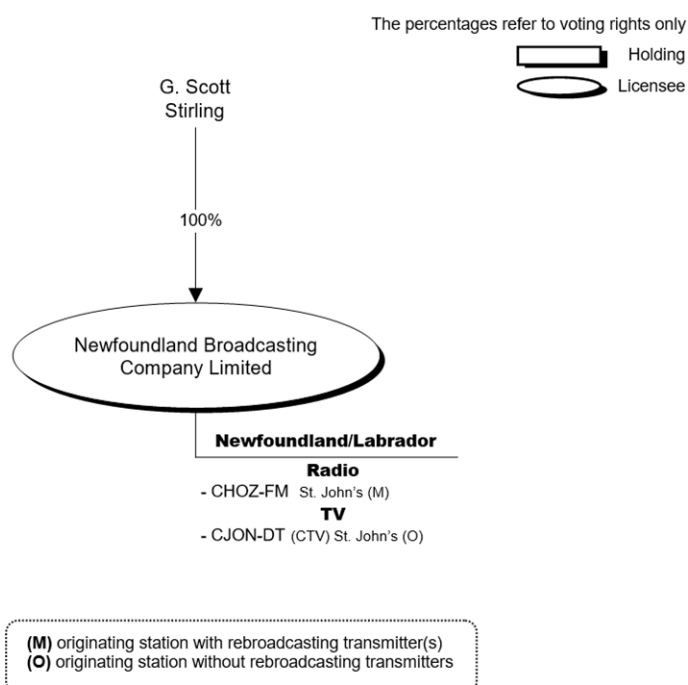 The percentages refer to voting rights only
Holding
Licensee
G. Scott
Stirling
100%
Newfoundland Broadcasting
Company Limited
Newfoundland/Labrador
Radio
- CHOZ-FM St. John's (M)
TV
- CJON-DT (CTV) St. John's (O)
(M) originating station with rebroadcasting transmitter(s)
(O) originating station without rebroadcasting transmitters